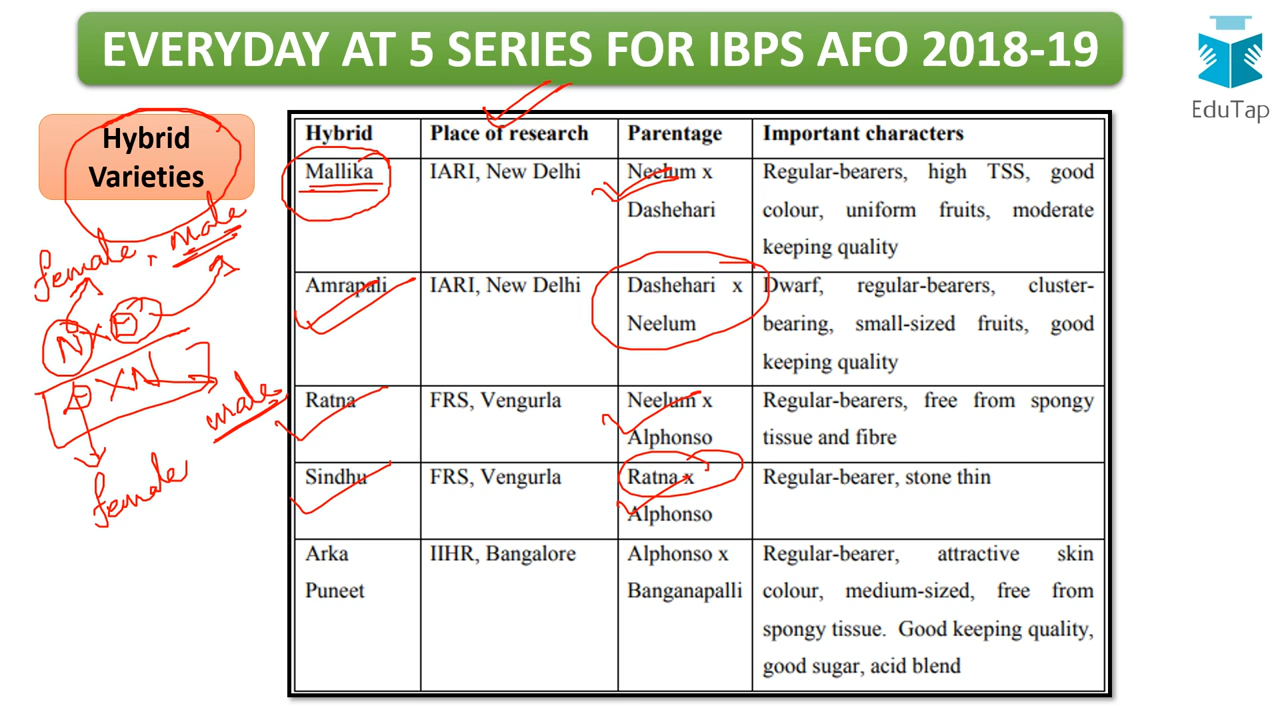 EVERYDAY AT 5 SERIES FOR IBPS AFO 2018-19
EduTap
Hybrid
Varieties
female
male
N X D
D X N
male
female
Hybrid Place of research Parentage Important characters
Mallika IARI, New Delhi Neelum x Regular-bearers, high TSS, good
Dashehari colour, uniform fruits, moderate
keeping quality
Amrapali IARI, New Delhi Dashehari x Dwarf, regular-bearers, cluster-
Neelum bearing, small-sized fruits, good
keeping quality
Ratna FRS, Vengurla Neelum x Regular-bearers, free from spongy
Alphonso tissue and fibre
Sindhu FRS, Vengurla Ratna x Regular-bearer, stone thin
Alphonso
Arka IIHR, Bangalore Alphonso x Regular-bearer, attractive skin
Puneet Banganapalli colour, medium-sized, free from
spongy tissue. Good keeping quality,
good sugar, acid blend